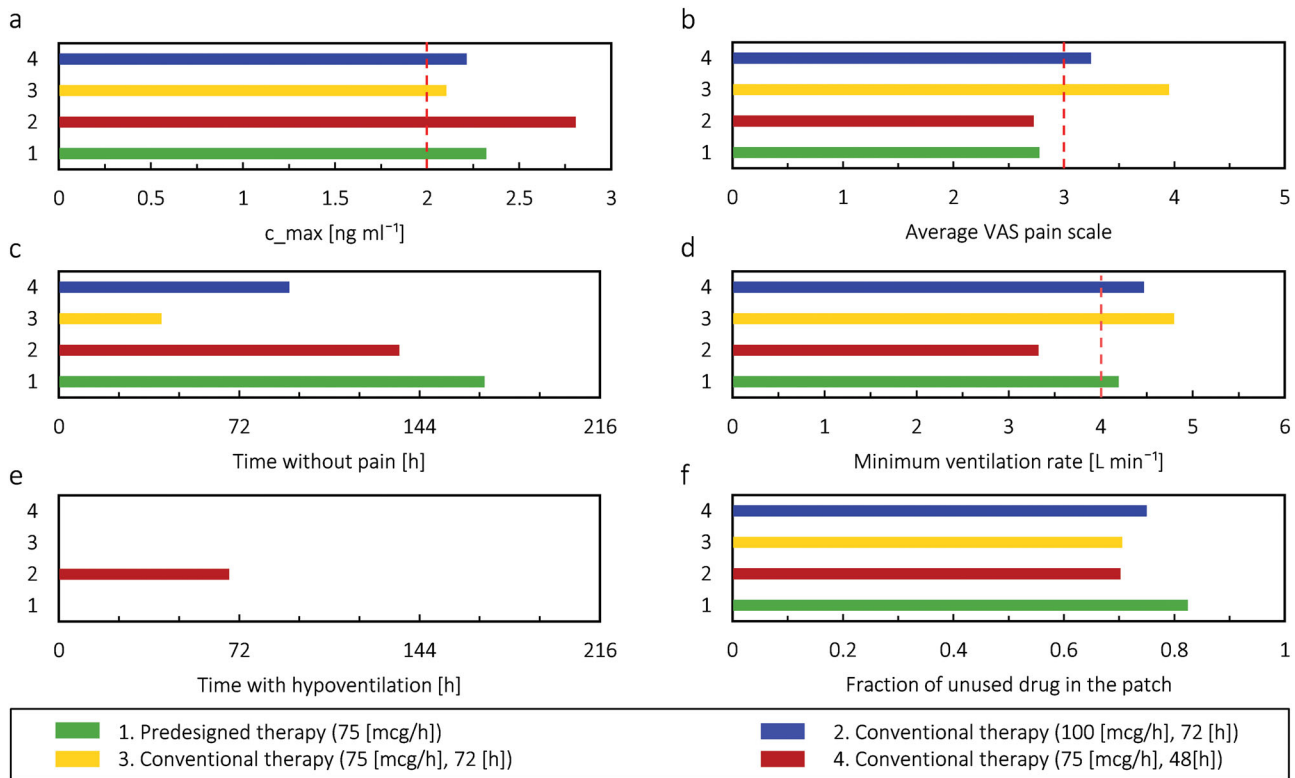 a
4
3
2
1
0 0.5 1 1.5 2 2.5 3
c_max [ng ml⁻¹]
b
4
3
2
1
0 1 2 3 4 5
Average VAS pain scale
c
4
3
2
1
0 72 144 216
Time without pain [h]
d
4
3
2
1
0 1 2 3 4 5 6
Minimum ventilation rate [L min⁻¹]
e
4
3
2
1
0 72 144 216
Time with hypoventilation [h]
f
4
3
2
1
0 0.2 0.4 0.6 0.8 1
Fraction of unused drug in the patch
1. Predesigned therapy (75 [mcg/h])
2. Conventional therapy (100 [mcg/h], 72 [h])
3. Conventional therapy (75 [mcg/h], 72 [h])
4. Conventional therapy (75 [mcg/h], 48[h])